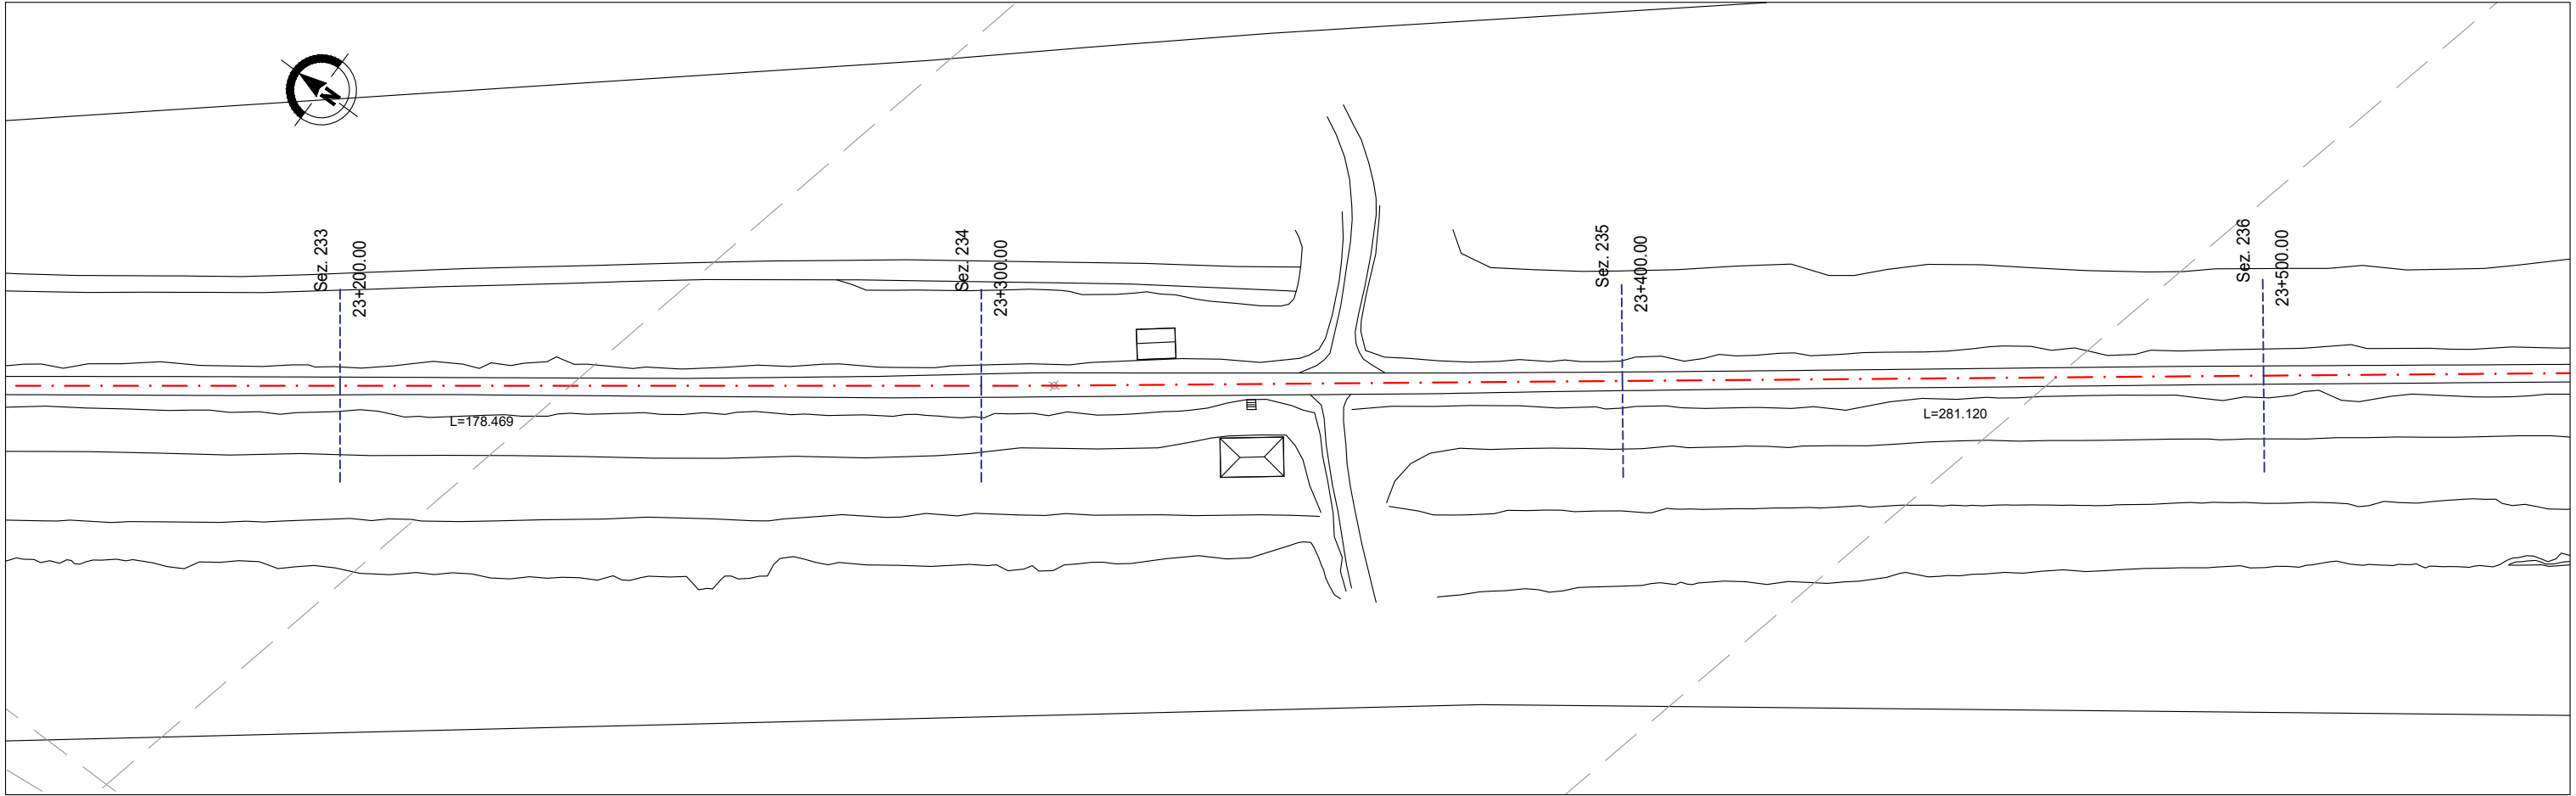 N
Sez. 233
23+200.00
Sez. 234
23+300.00
Sez. 235
23+400.00
Sez. 236
23+500.00
L=178.469
L=281.120